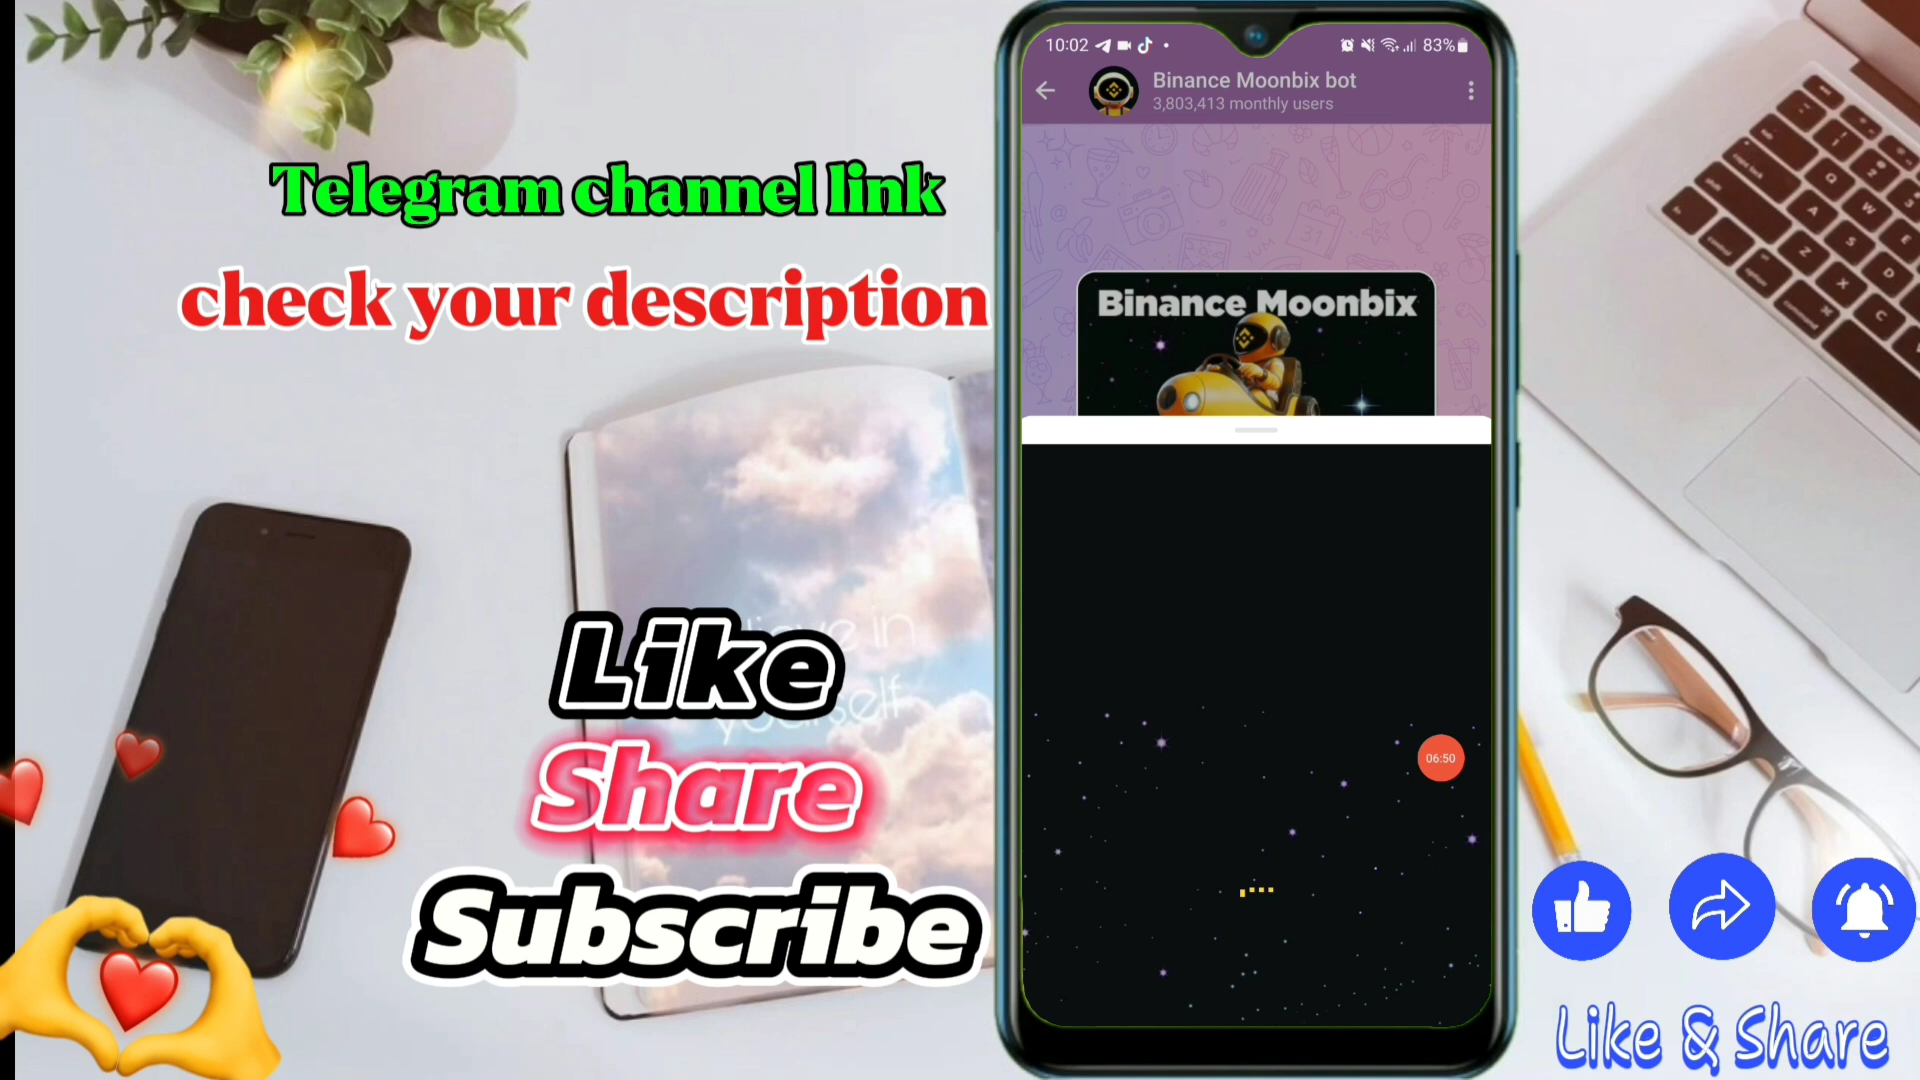 Telegram channel link
check your description
Like
Share
Subscribe
10:02
83%
Binance Moonbix bot
3,803,413 monthly users
Binance Moonbix
06:50
Like & Share